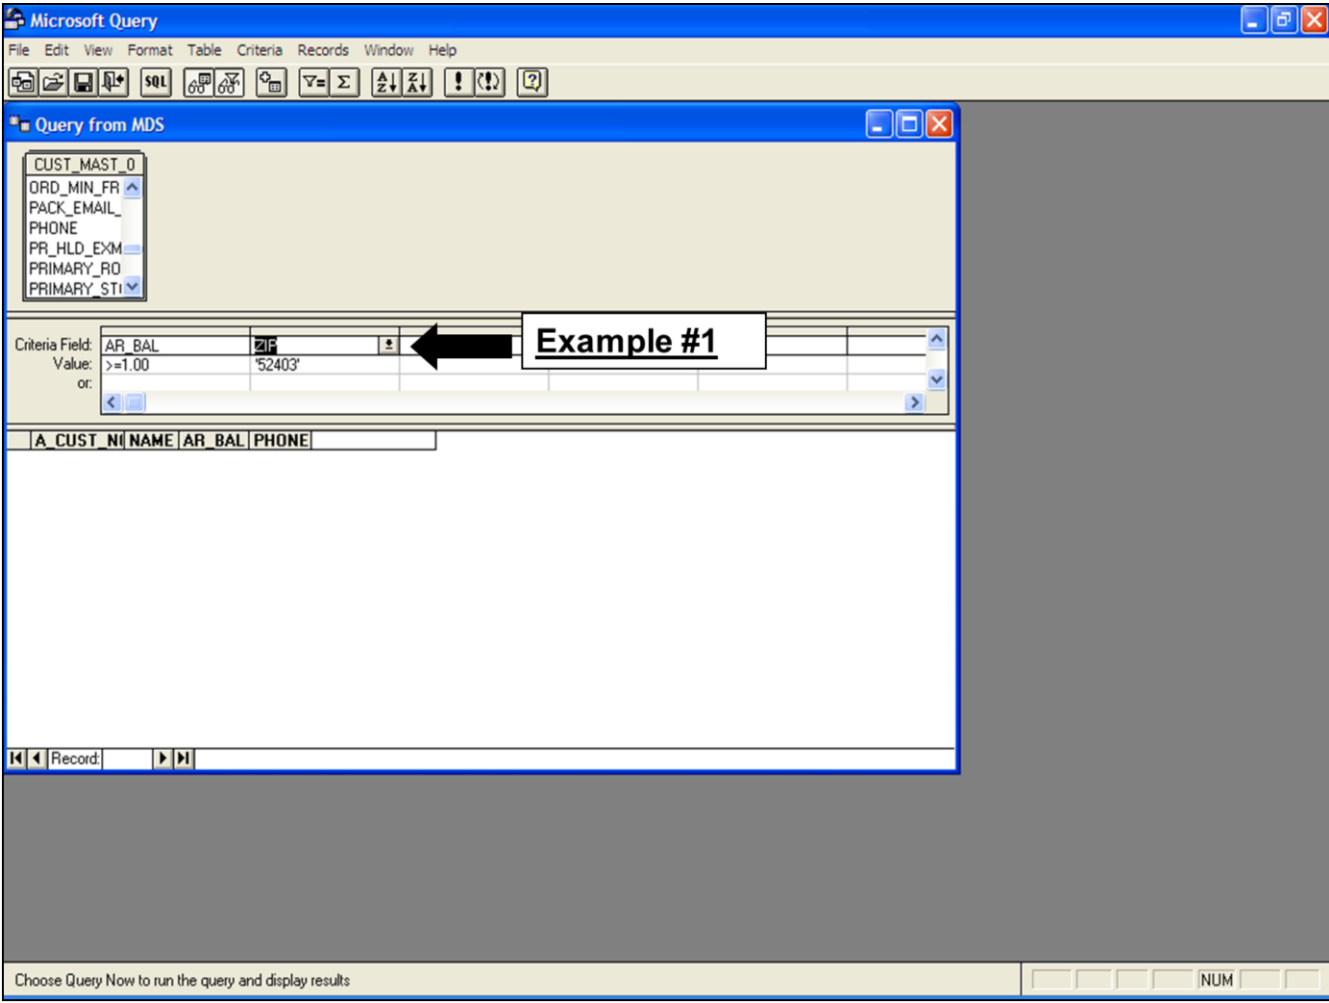 Microsoft Query
File Edit View Format Table Criteria Records Window Help
SQL
Query from MDS
CUST_MAST_0
ORD_MIN_FR
PACK_EMAIL_
PHONE
PR_HLD_EXM
PRIMARY_RO
PRIMARY_ST
Criteria Field: AR_BAL ZIP
Value: >=1.00 '52403'
or:
Example #1
A_CUST_N NAME AR_BAL PHONE
Record:
Choose Query Now to run the query and display results NUM